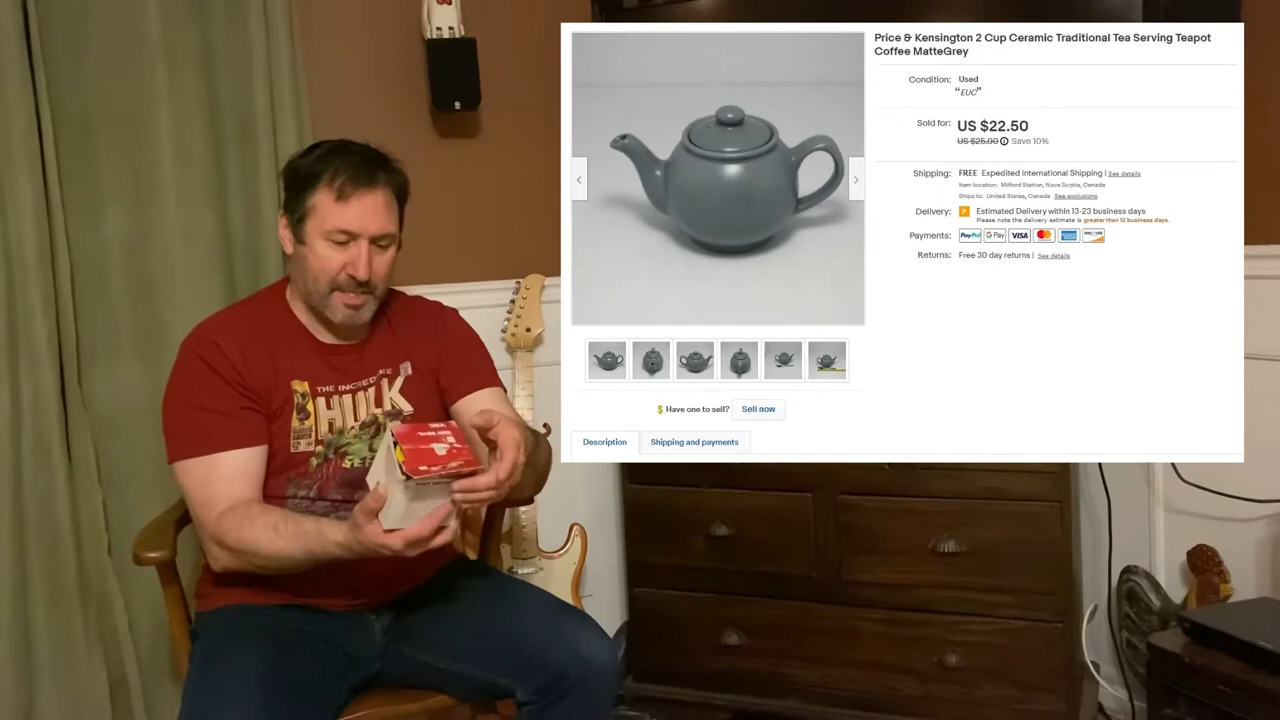 Price & Kensington 2 Cup Ceramic Traditional Tea Serving Teapot
Coffee MatteGrey
Condition: Used
“EUC”
Sold for: US $22.50
US $25.00 Save 10%
Shipping: FREE Expedited International Shipping | See details
Item location: Milford Station, Nova Scotia, Canada
Ships to: United States, Canada See exclusions
Delivery: Estimated Delivery within 13-23 business days
Please note the delivery estimate is greater than 12 business days.
Payments: PayPal G Pay VISA
Returns: Free 30 day returns | See details
$ Have one to sell? Sell now
Description Shipping and payments
THE INCREDIBLE
HULK